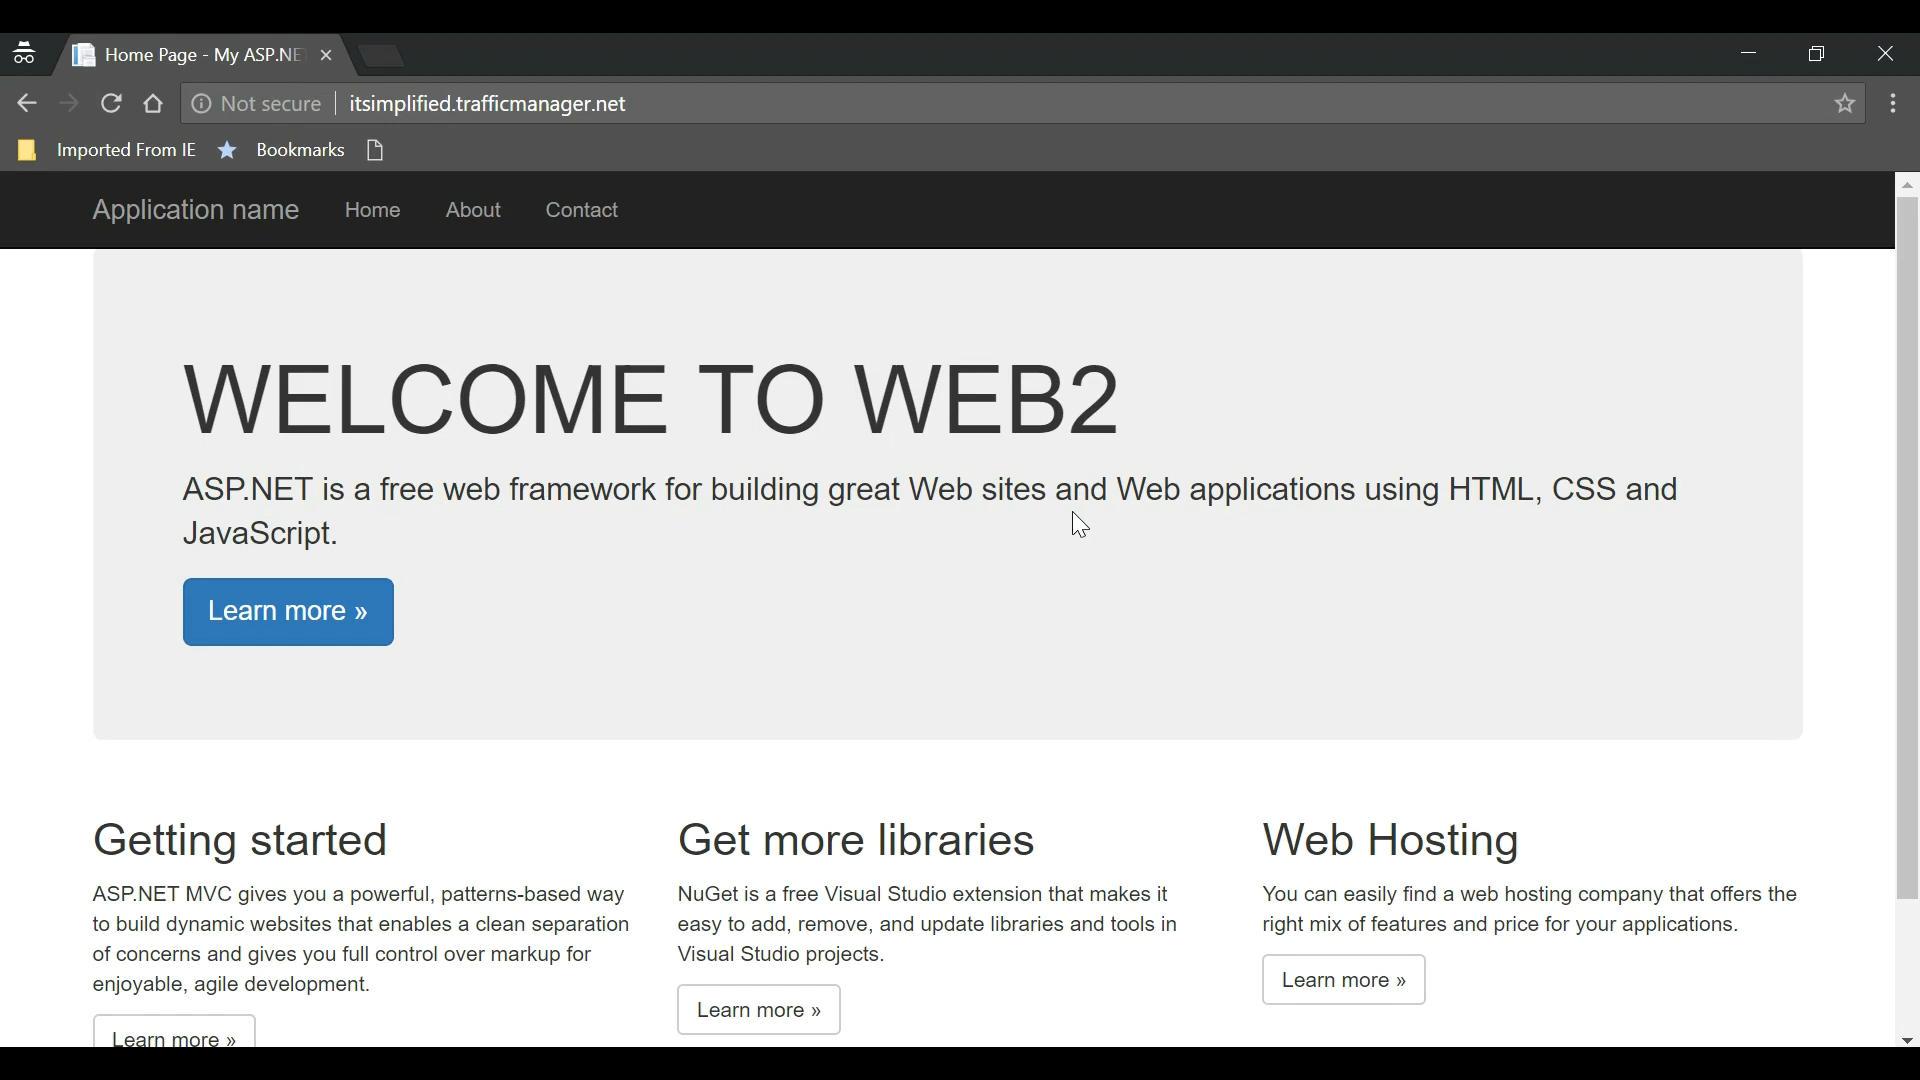 Home Page - My ASP.NE
Not secure itsimplified.trafficmanager.net
Imported From IE Bookmarks
Application name Home About Contact
WELCOME TO WEB2
ASP.NET is a free web framework for building great Web sites and Web applications using HTML, CSS and
JavaScript.
Learn more »
Getting started
ASP.NET MVC gives you a powerful, patterns-based way
to build dynamic websites that enables a clean separation
of concerns and gives you full control over markup for
enjoyable, agile development.
Learn more »
Get more libraries
NuGet is a free Visual Studio extension that makes it
easy to add, remove, and update libraries and tools in
Visual Studio projects.
Learn more »
Web Hosting
You can easily find a web hosting company that offers the
right mix of features and price for your applications.
Learn more »